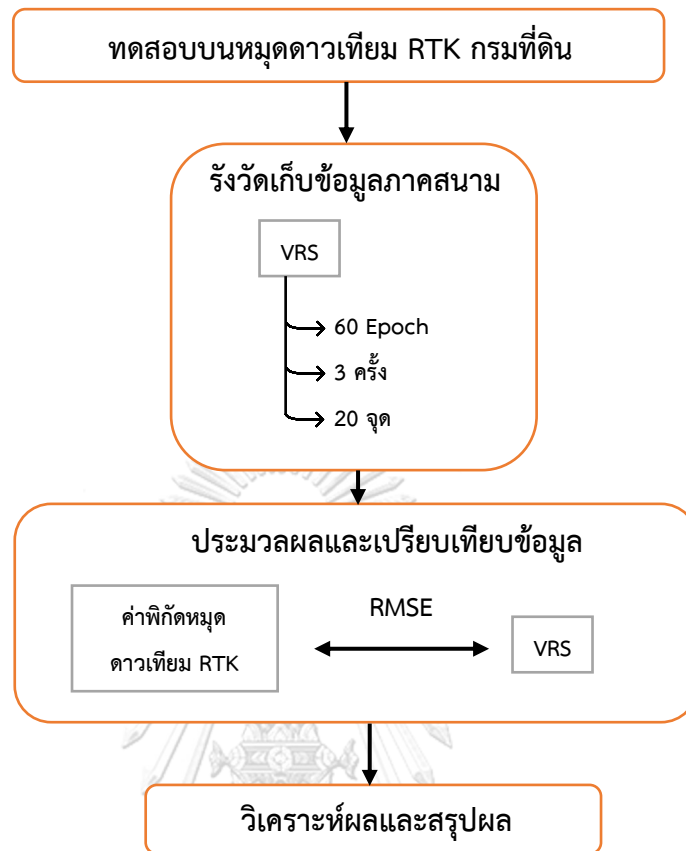 ทดสอบบนหมุดดาวเทียม RTK กรมที่ดิน
รังวัดเก็บข้อมูลภาคสนาม
VRS
60 Epoch
3 ครั้ง
20 จุด
ประมวลผลและเปรียบเทียบข้อมูล
ค่าพิกัดหมุด
ดาวเทียม RTK
RMSE
VRS
วิเคราะห์ผลและสรุปผล